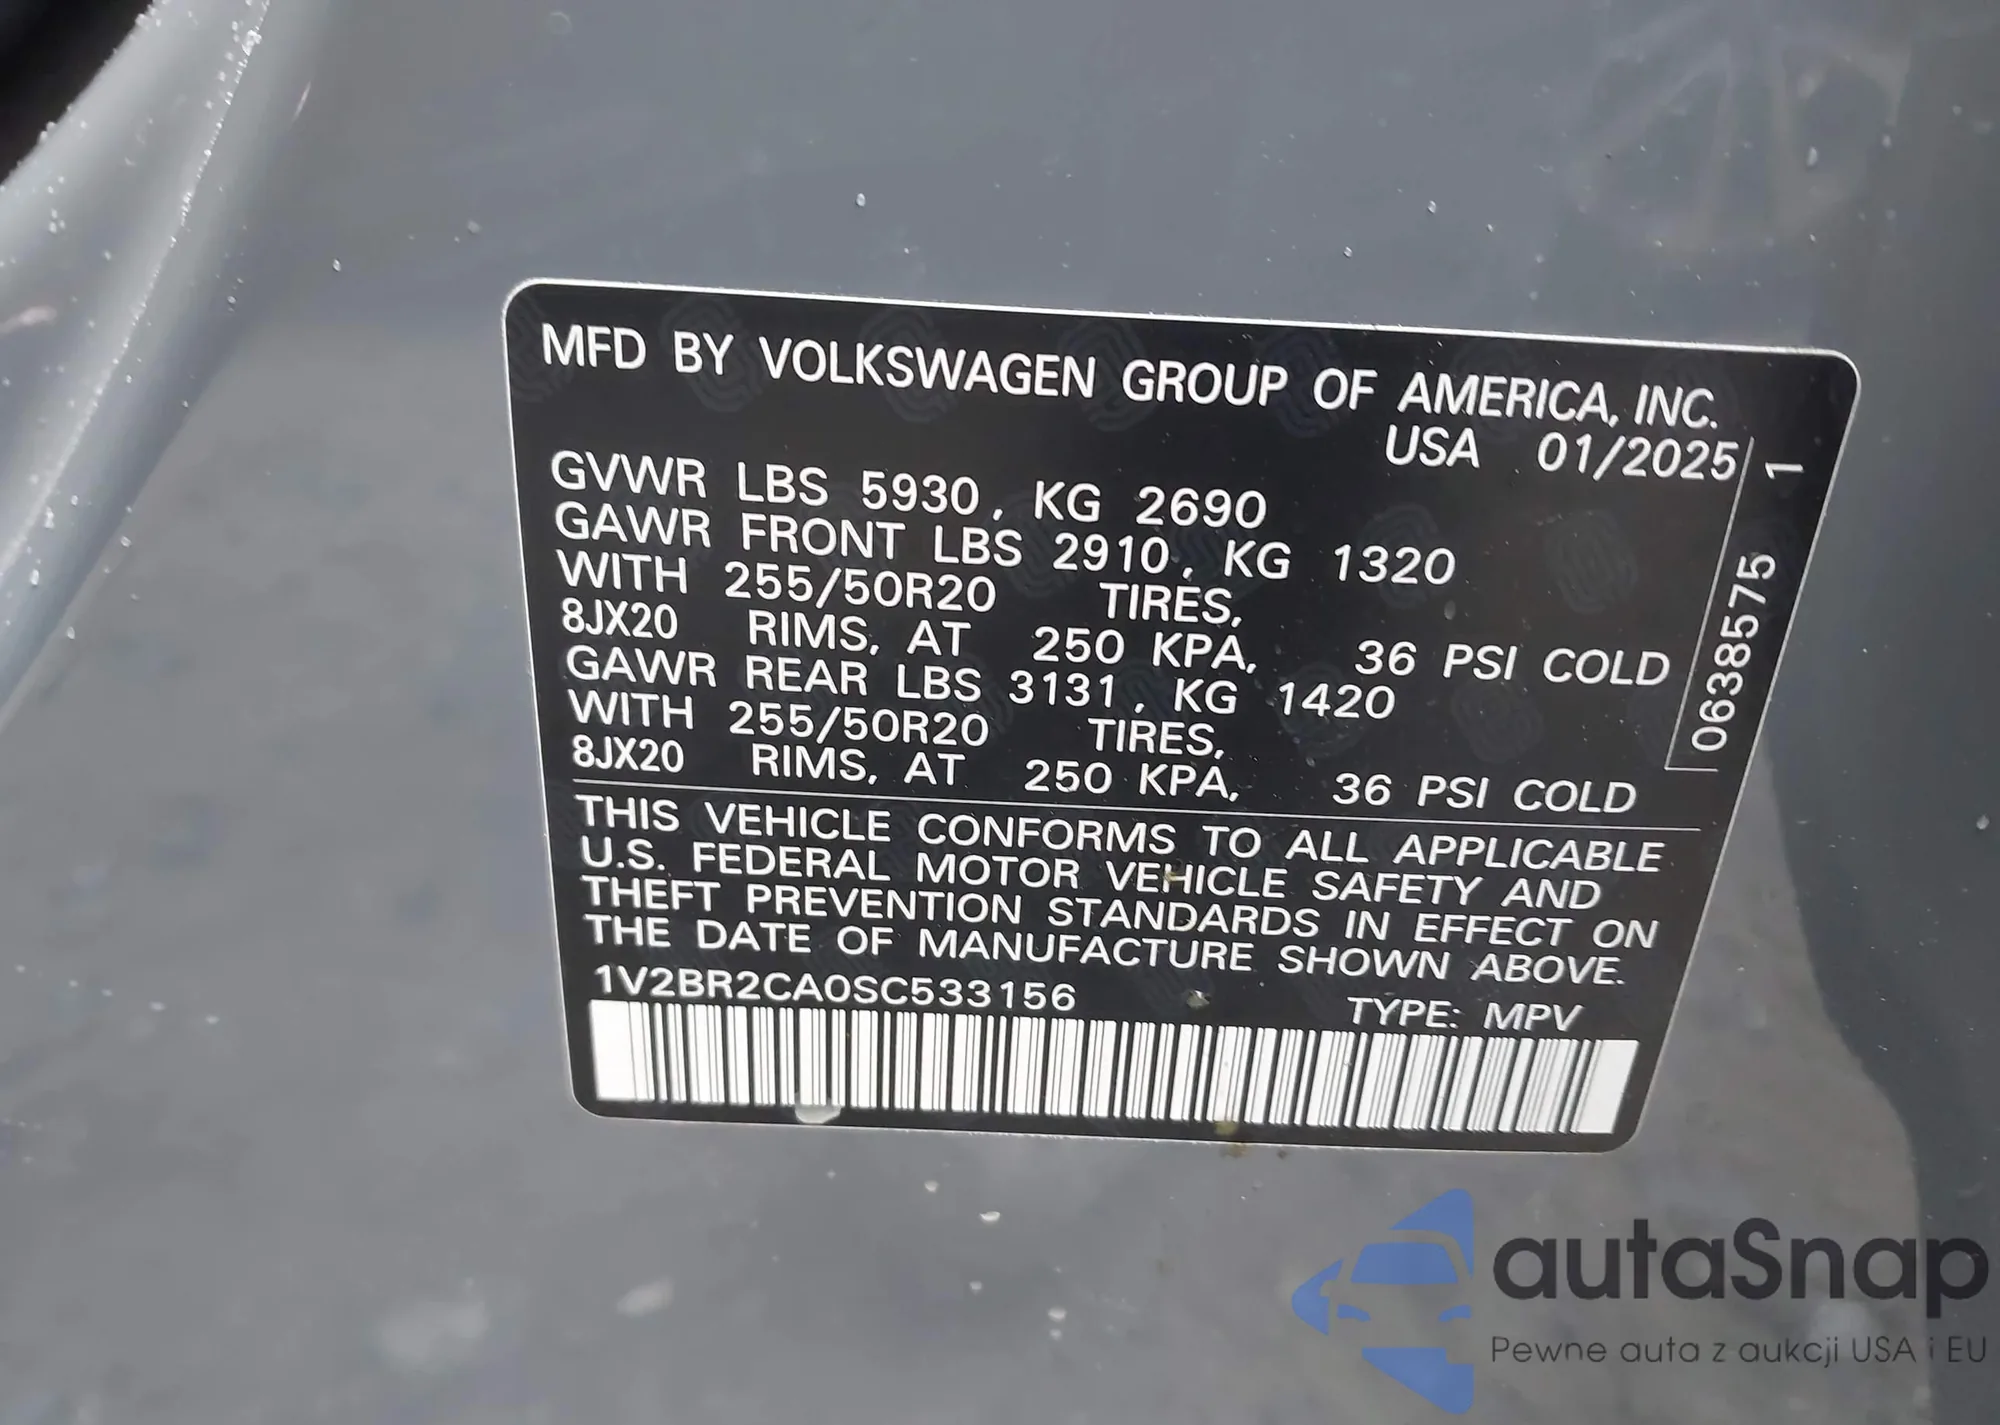 MFD BY VOLKSWAGEN GROUP OF AMERICA, INC.
USA 01/2025
GVWR LBS 5930, KG 2690
GAWR FRONT LBS 2910, KG 1320
WITH 255/50R20 TIRES,
8JX20 RIMS, AT 250 KPA, 36 PSI COLD
GAWR REAR LBS 3131, KG 1420
WITH 255/50R20 TIRES,
8JX20 RIMS, AT 250 KPA, 36 PSI COLD
0638575 1
THIS VEHICLE CONFORMS TO ALL APPLICABLE
U.S. FEDERAL MOTOR VEHICLE SAFETY AND
THEFT PREVENTION STANDARDS IN EFFECT ON
THE DATE OF MANUFACTURE SHOWN ABOVE.
1V2BR2CA0SC533156 TYPE: MPV
autaSnap
Pewne auta z aukcji USA i EU